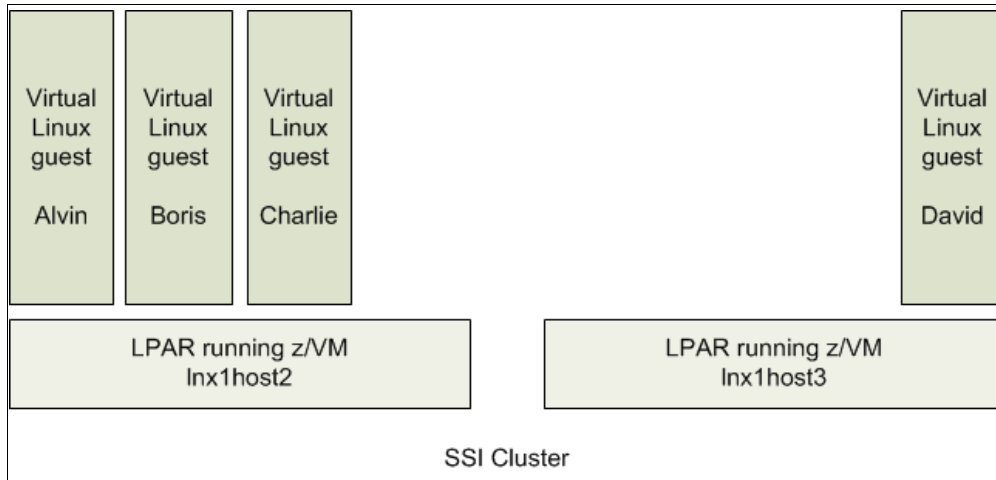 Virtual
Linux
guest
Alvin
Virtual
Linux
guest
Boris
Virtual
Linux
guest
Charlie
Virtual
Linux
guest
David
LPAR running z/VM
lnx1host2
LPAR running z/VM
lnx1host3
SSI Cluster